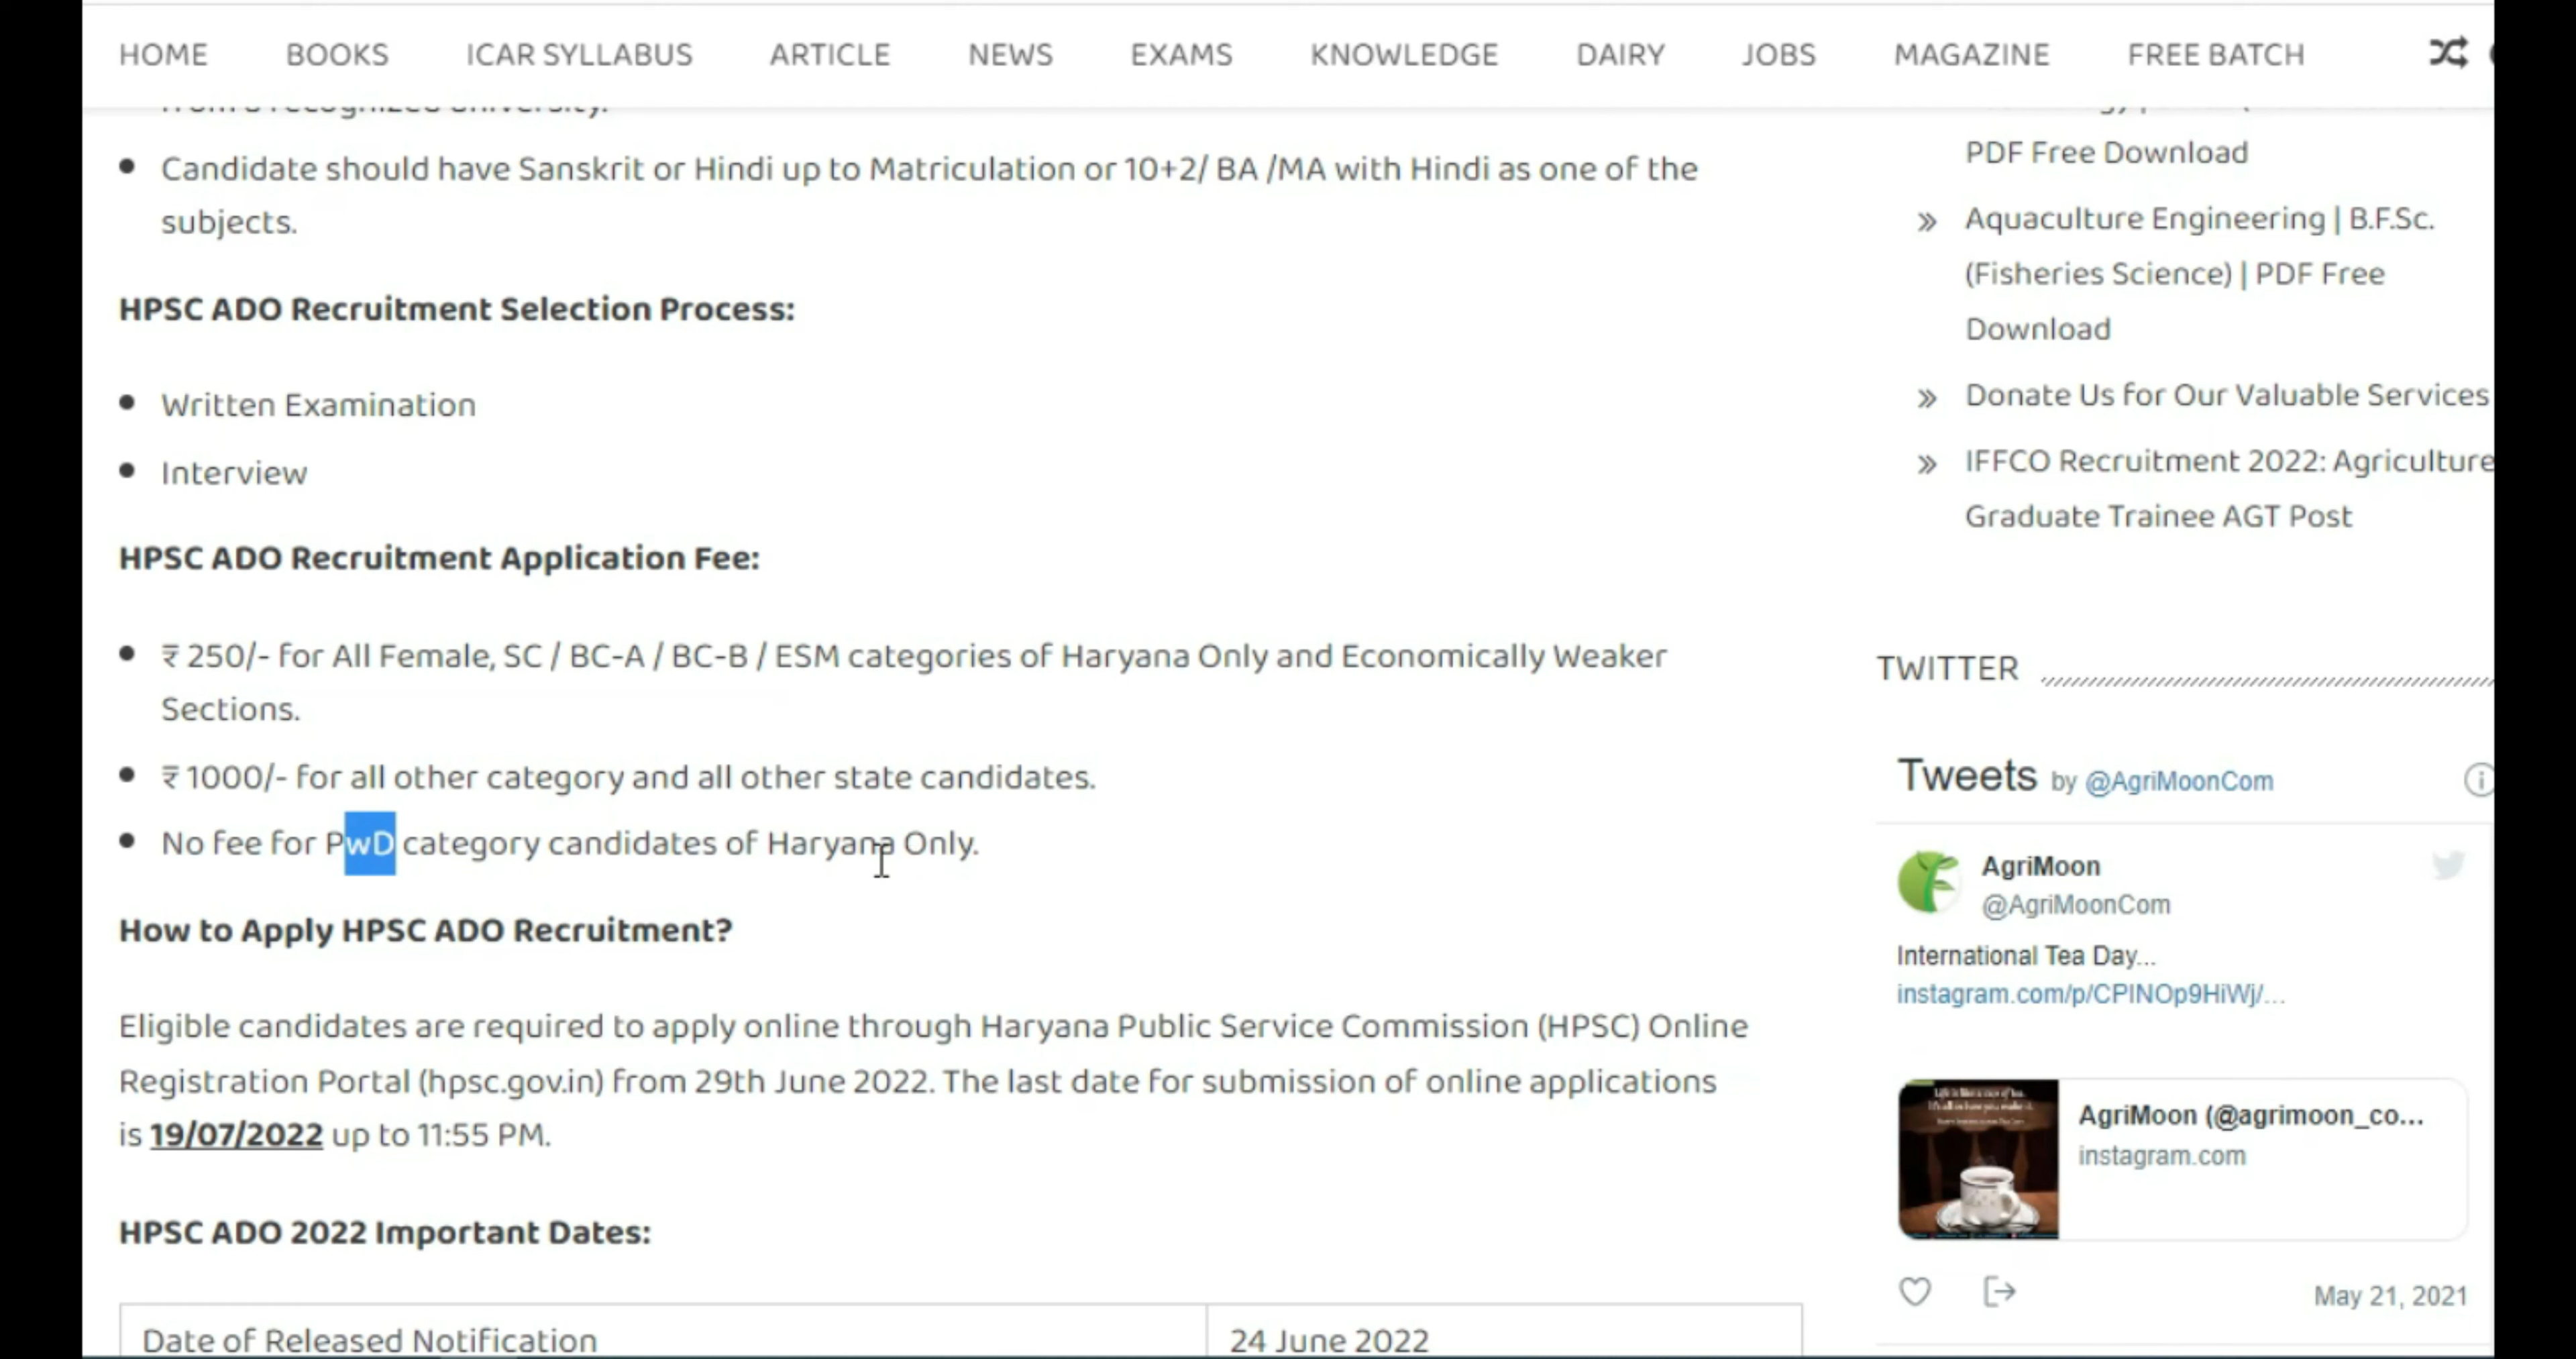 HOME BOOKS ICAR SYLLABUS ARTICLE NEWS EXAMS KNOWLEDGE DAIRY JOBS MAGAZINE FREE BATCH
from a recognized University.
Candidate should have Sanskrit or Hindi up to Matriculation or 10+2/ BA /MA with Hindi as one of the
subjects.
HPSC ADO Recruitment Selection Process:
Written Examination
Interview
HPSC ADO Recruitment Application Fee:
₹ 250/- for All Female, SC / BC-A / BC-B / ESM categories of Haryana Only and Economically Weaker
Sections.
₹ 1000/- for all other category and all other state candidates.
No fee for PwD category candidates of Haryana Only.
How to Apply HPSC ADO Recruitment?
Eligible candidates are required to apply online through Haryana Public Service Commission (HPSC) Online
Registration Portal (hpsc.gov.in) from 29th June 2022. The last date for submission of online applications
is 19/07/2022 up to 11:55 PM.
HPSC ADO 2022 Important Dates:
Date of Released Notification 24 June 2022
PDF Free Download
Aquaculture Engineering | B.F.Sc.
(Fisheries Science) | PDF Free
Download
Donate Us for Our Valuable Services
IFFCO Recruitment 2022: Agriculture
Graduate Trainee AGT Post
TWITTER
Tweets by @AgriMoonCom
AgriMoon
@AgriMoonCom
International Tea Day...
instagram.com/p/CPINOp9HiWj/...
AgriMoon (@agrimoon_co...
instagram.com
May 21, 2021